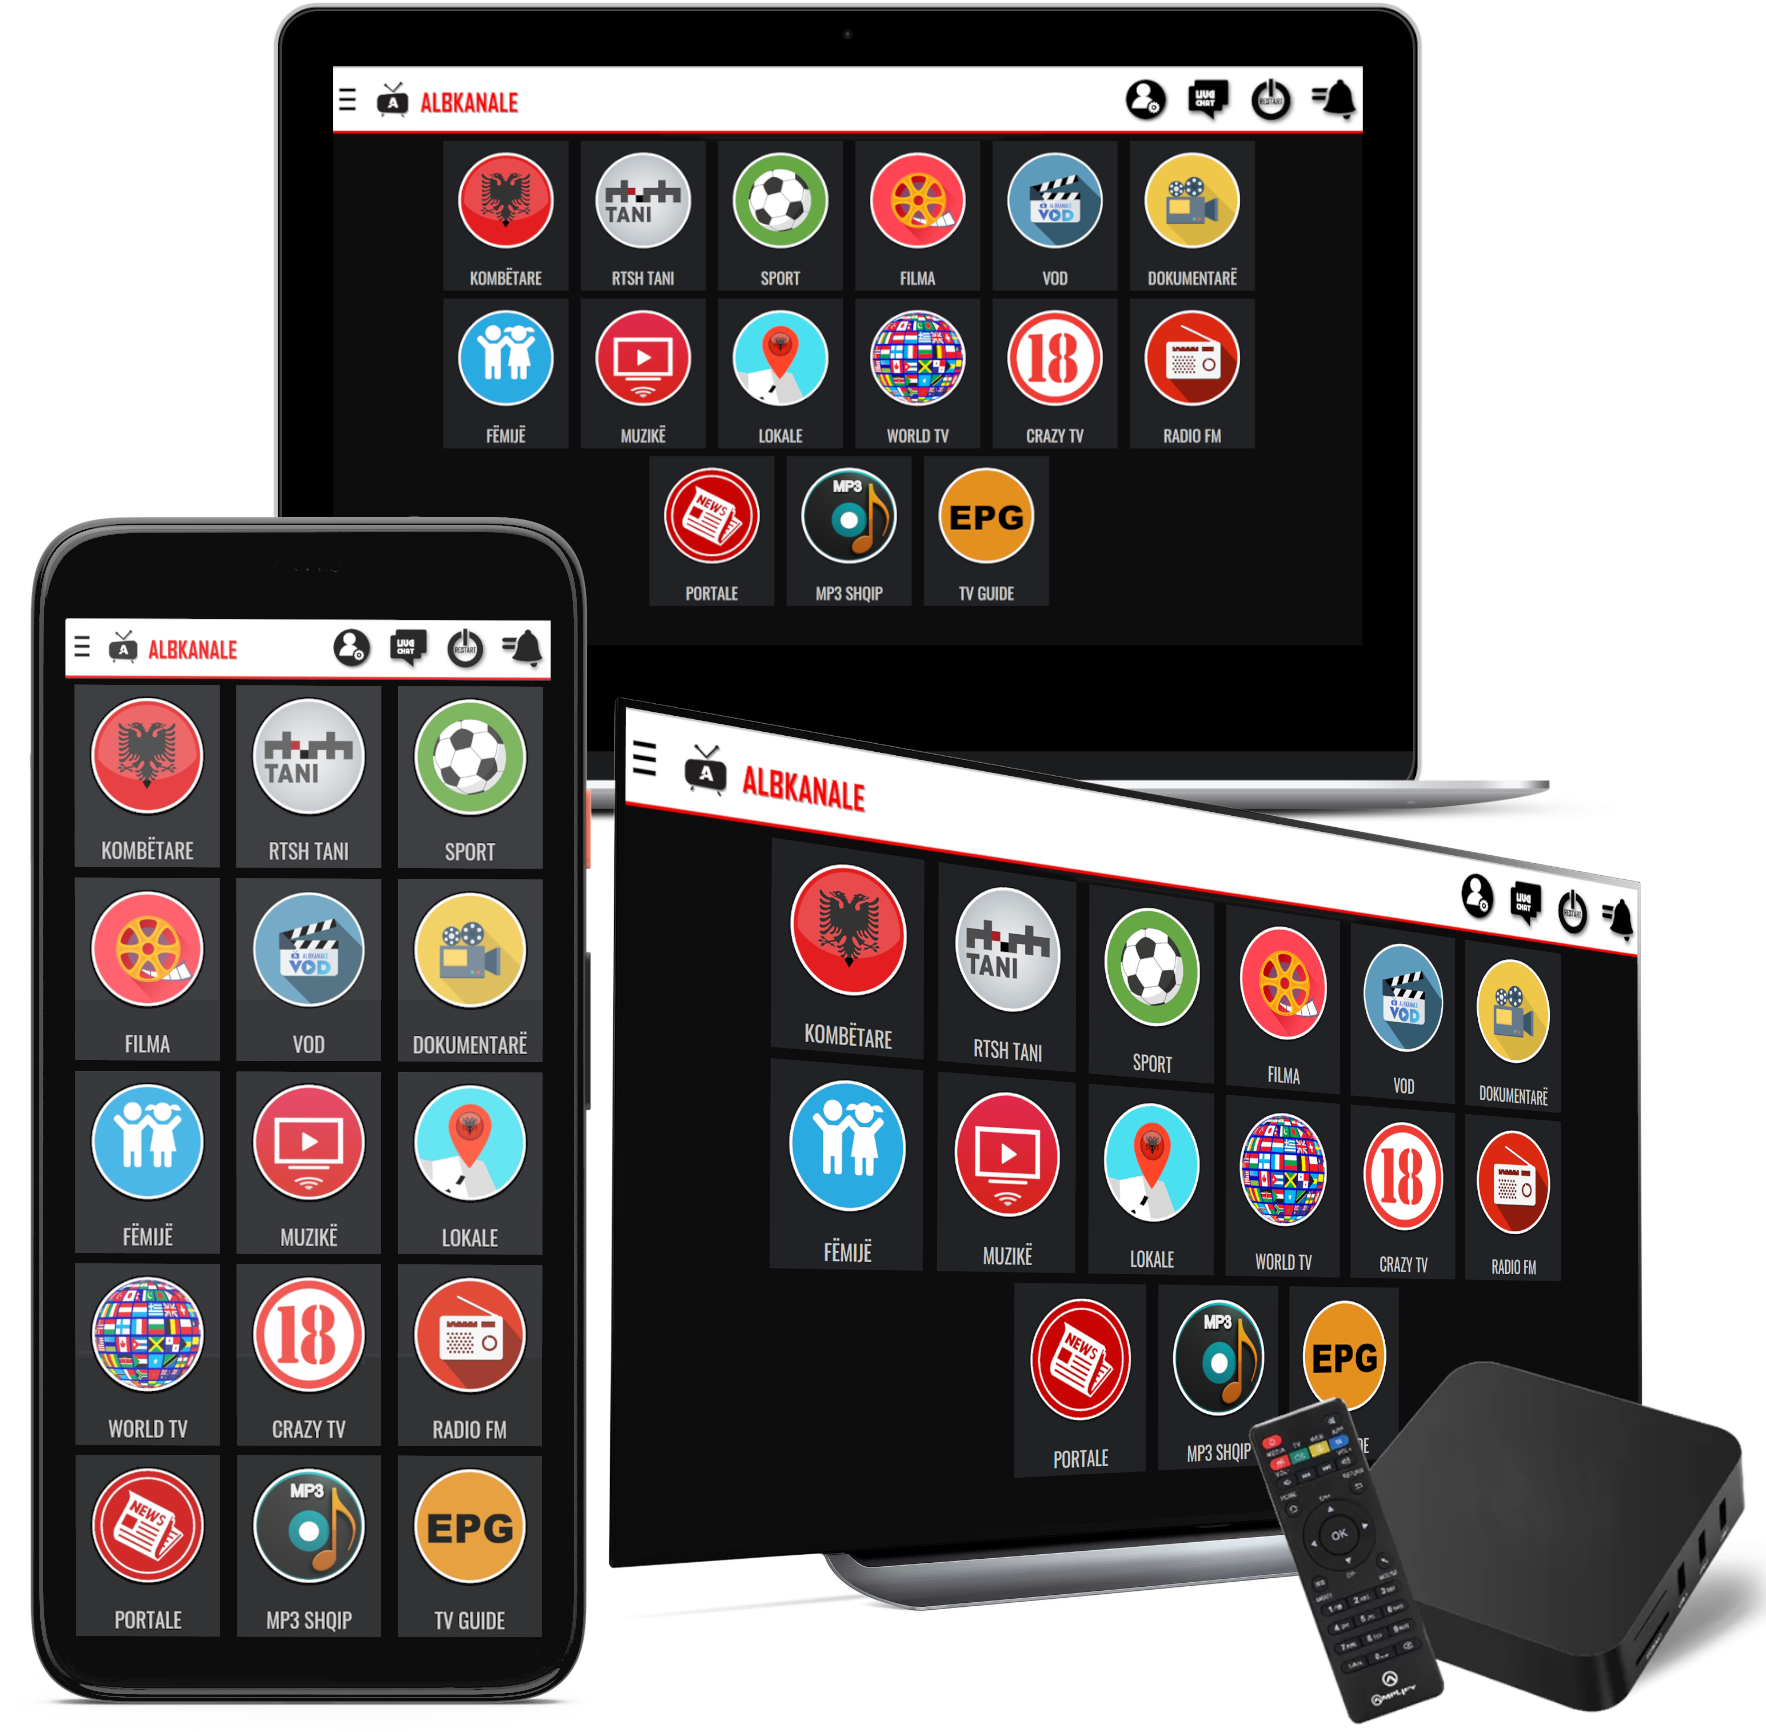 ALBKANALE
LIVE CHAT
RESTART
TANI
ALBKANALE
VOD
KOMBËTARE
RTSH TANI
SPORT
FILMA
VOD
DOKUMENTARË
18
FËMIJË
MUZIKË
LOKALE
WORLD TV
CRAZY TV
RADIO FM
NEWS
MP3
EPG
PORTALE
MP3 SHQIP
TV GUIDE
ALBKANALE
LIVE CHAT
RESTART
TANI
KOMBËTARE
RTSH TANI
SPORT
ALBKANALE
VOD
FILMA
VOD
DOKUMENTARË
FËMIJË
MUZIKË
LOKALE
18
WORLD TV
CRAZY TV
RADIO FM
NEWS
MP3
EPG
PORTALE
MP3 SHQIP
TV GUIDE
A
ALBKANALE
LIVE CHAT
RESTART
TANI
ALBKANALE
VOD
KOMBËTARE
RTSH TANI
SPORT
FILMA
VOD
DOKUMENTARË
18
FËMIJË
MUZIKË
LOKALE
WORLD TV
CRAZY TV
RADIO FM
NEWS
MP3
EPG
PORTALE
MP3 SHQIP
OK
AMPLIFY